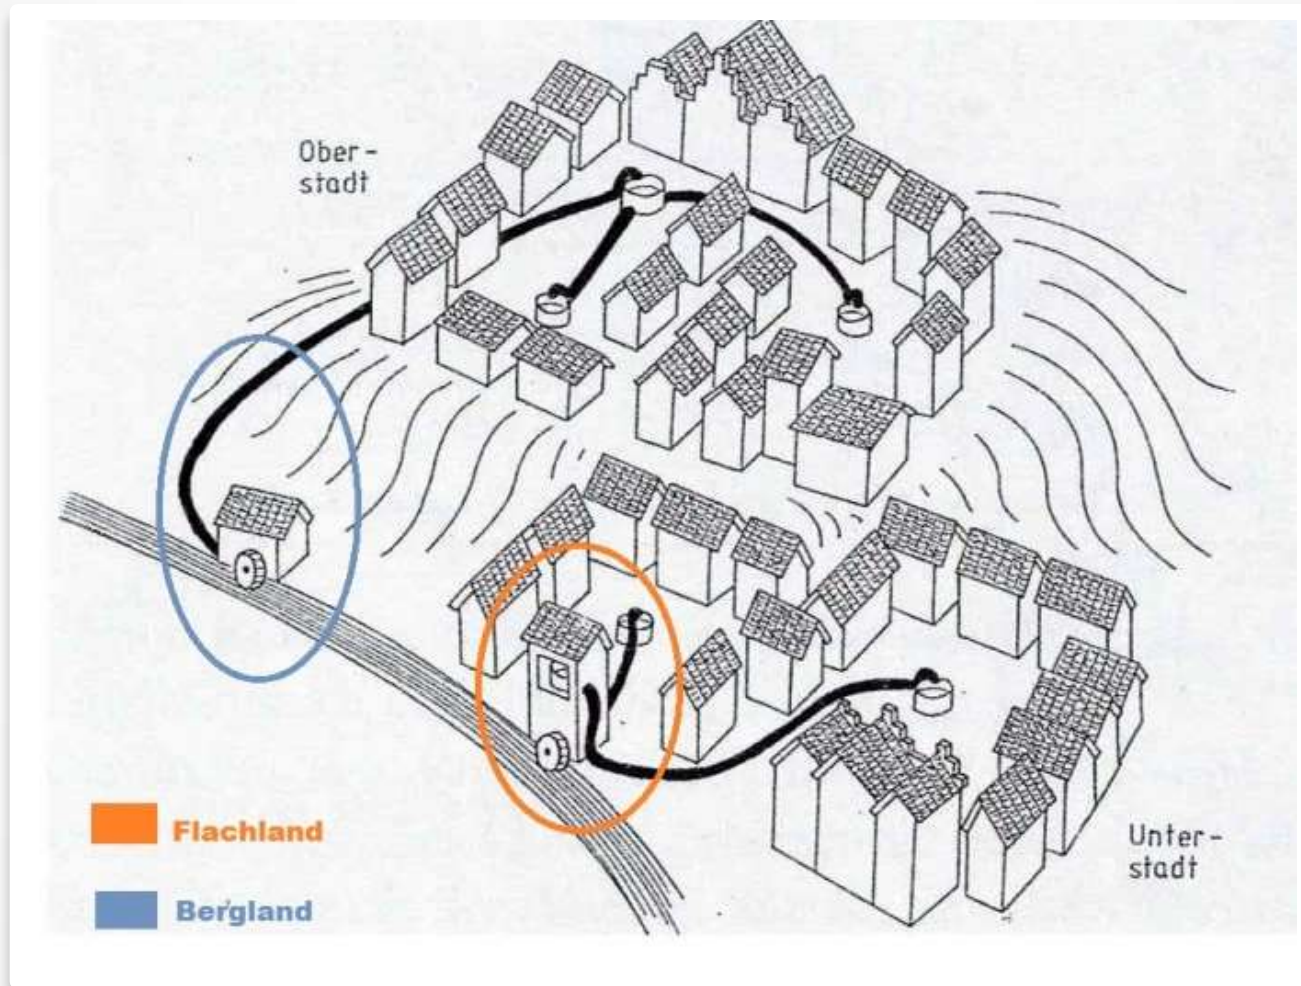 Ober-
stadt
Flachland
Bergland
Unter-
stadt